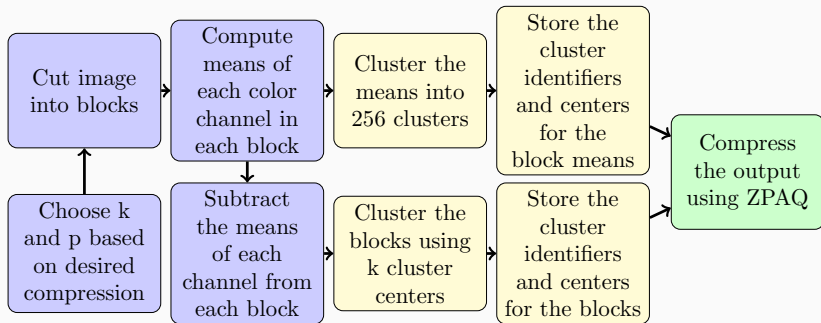 Cut image
into blocks
Compute
means of
each color
channel in
each block
Cluster the
means into
256 clusters
Store the
cluster
identifiers
and centers
for the
block means
Compress
the output
using ZPAQ
Choose k
and p based
on desired
compression
Subtract
the means
of each
channel from
each block
Cluster the
blocks using
k cluster
centers
Store the
cluster
identifiers
and centers
for the blocks